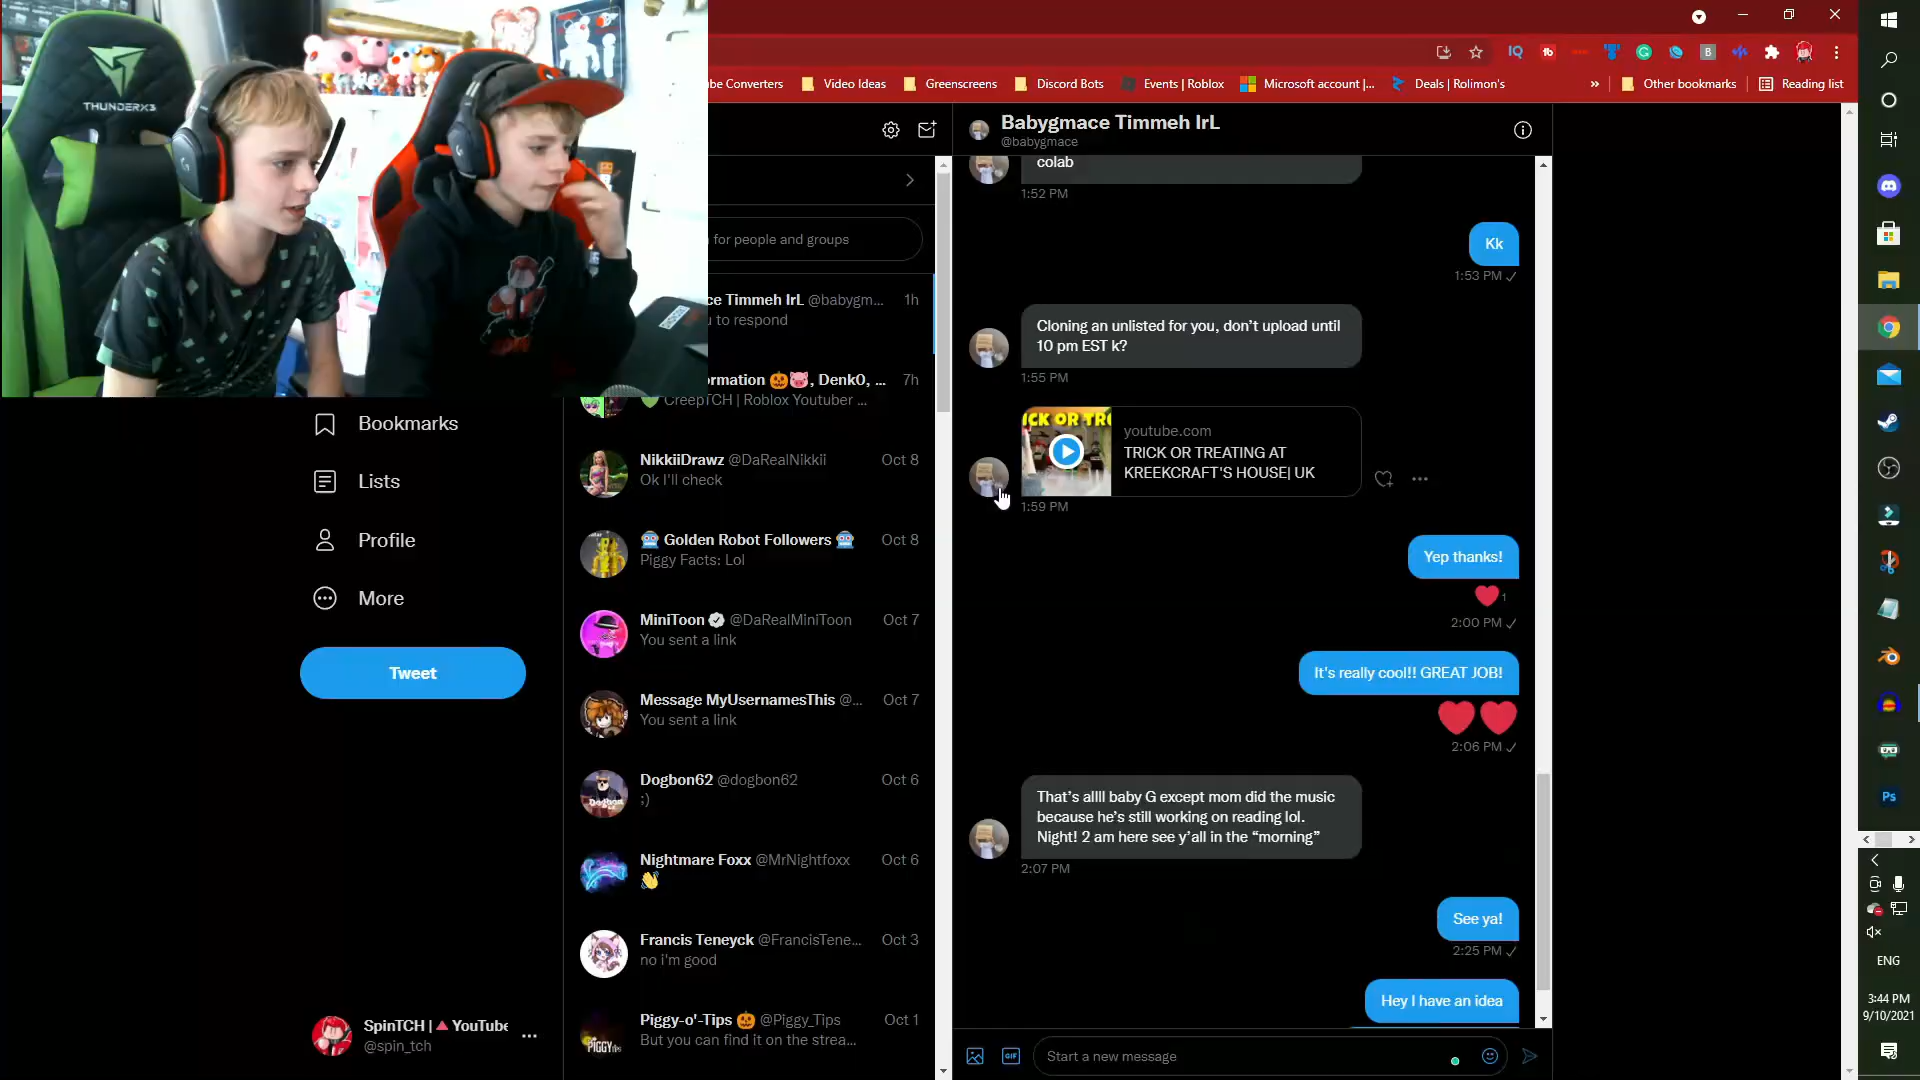 THUNDERX3
be Converters
Video Ideas
Greenscreens
Discord Bots
Events | Roblox
Microsoft account |...
Deals | Rolimon's
»
Other bookmarks
Reading list
for people and groups
ce Timmeh IrL @babygm... 1h
to respond
ormation 🎃🐷, Denk0, ... 7h
CreepTCH | Roblox Youtuber ...
NikkiiDrawz @DaRealNikkii Oct 8
Ok I'll check
🤖 Golden Robot Followers 🤖 Oct 8
Piggy Facts: Lol
MiniToon @DaRealMiniToon Oct 7
You sent a link
Message MyUsernamesThis @... Oct 7
You sent a link
Dogbon62 @dogbon62 Oct 6
;)
Nightmare Foxx @MrNightfoxx Oct 6
👋
Francis Teneyck @FrancisTene... Oct 3
no i'm good
Piggy-o'-Tips 🎃 @Piggy_Tips Oct 1
But you can find it on the strea...
Bookmarks
Lists
Profile
More
Tweet
SpinTCH | 🔺 YouTube
@spin_tch
Babygmace Timmeh IrL
@babygmace
colab
1:52 PM
Kk
1:53 PM ✓
Cloning an unlisted for you, don’t upload until
10 pm EST k?
1:55 PM
youtube.com
TRICK OR TREATING AT
KREEKCRAFT'S HOUSE| UK
1:59 PM
Yep thanks!
❤️ 1
2:00 PM ✓
It's really cool!! GREAT JOB!
❤️❤️
2:06 PM ✓
That’s allll baby G except mom did the music
because he’s still working on reading lol.
Night! 2 am here see y’all in the “morning”
2:07 PM
See ya!
2:25 PM ✓
Hey I have an idea
GIF
Start a new message
Ps
ENG
3:44 PM
9/10/2021